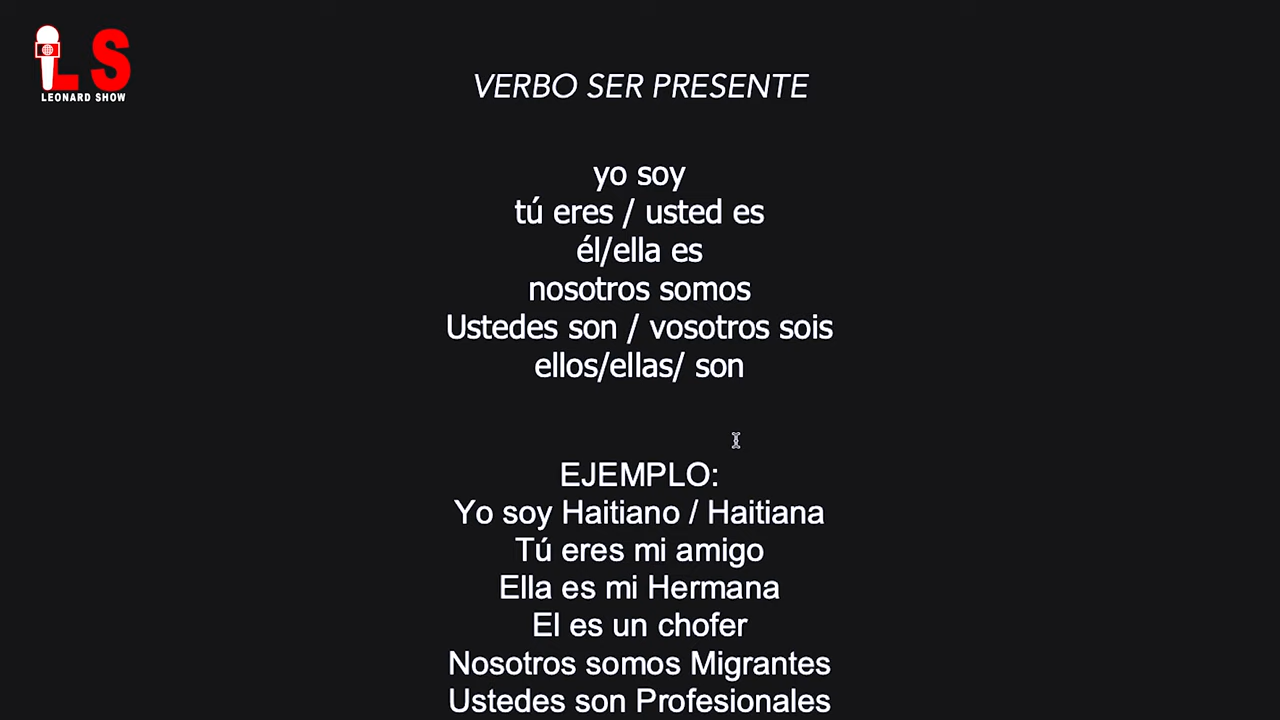 LS
LEONARD SHOW
VERBO SER PRESENTE
yo soy
tú eres / usted es
él/ella es
nosotros somos
Ustedes son / vosotros sois
ellos/ellas/ son
EJEMPLO:
Yo soy Haitiano / Haitiana
Tú eres mi amigo
Ella es mi Hermana
El es un chofer
Nosotros somos Migrantes
Ustedes son Profesionales